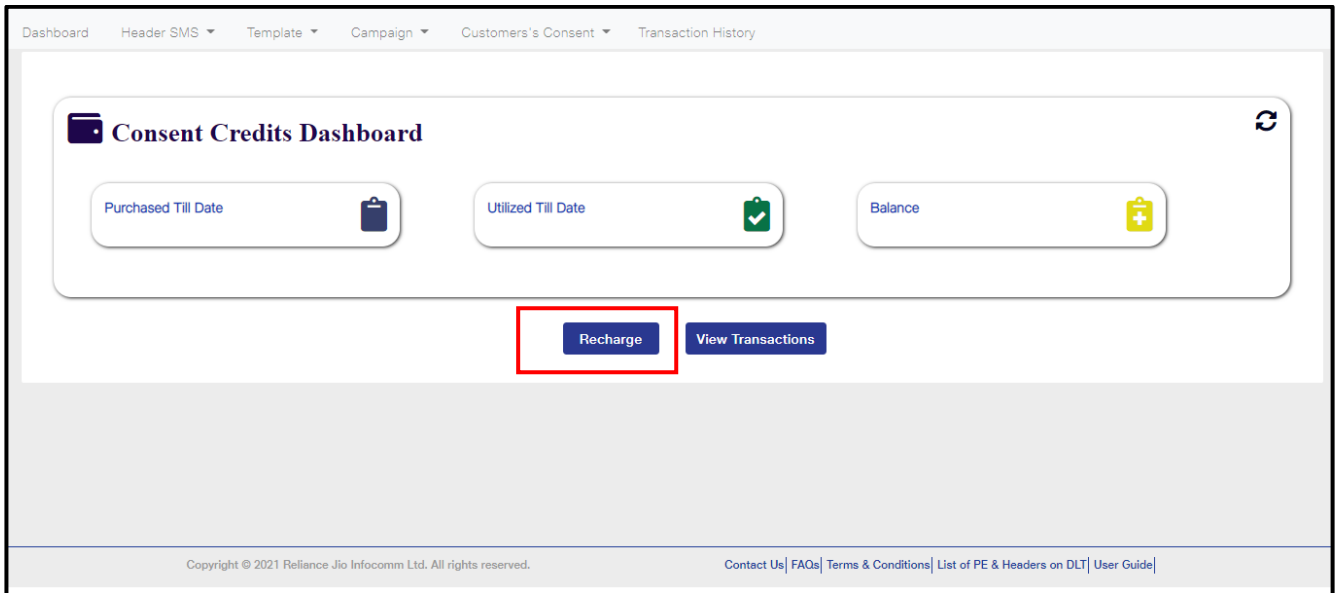 Dashboard Header SMS Template Campaign Customers's Consent Transaction History
Consent Credits Dashboard
Purchased Till Date Utilized Till Date Balance
Recharge View Transactions
Copyright © 2021 Reliance Jio Infocomm Ltd. All rights reserved. Contact Us| FAQs| Terms & Conditions| List of PE & Headers on DLT| User Guide|